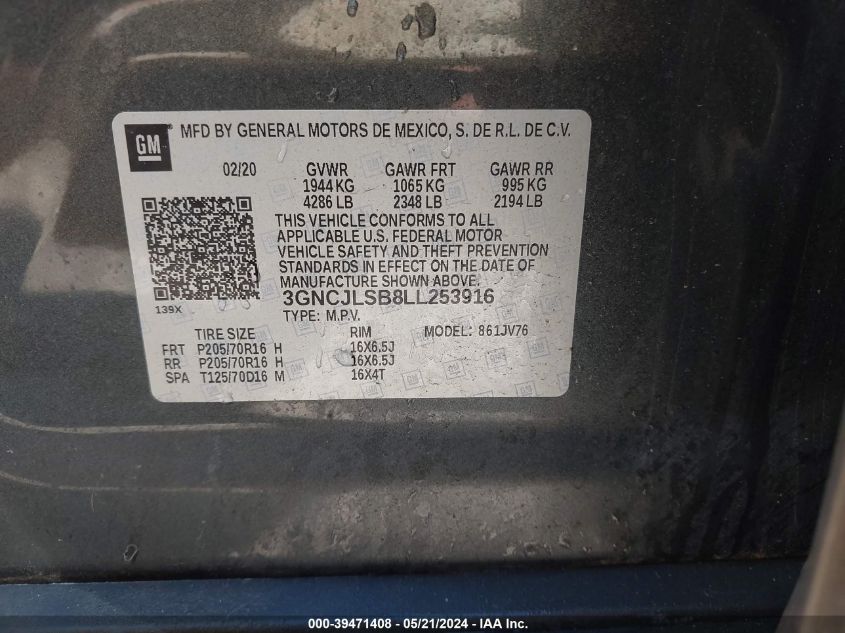 GM
MFD BY GENERAL MOTORS DE MEXICO, S. DE R.L. DE C.V.
02/20 GVWR GAWR FRT GAWR RR
1944 KG 1065 KG 995 KG
4286 LB 2348 LB 2194 LB
THIS VEHICLE CONFORMS TO ALL
APPLICABLE U.S. FEDERAL MOTOR
VEHICLE SAFETY AND THEFT PREVENTION
STANDARDS IN EFFECT ON THE DATE OF
MANUFACTURE SHOWN ABOVE.
139X
3GNCJLSB8LL253916
TYPE: M.P.V.
TIRE SIZE RIM MODEL: 861JV76
FRT P205/70R16 H 16X6.5J
RR P205/70R16 H 16X6.5J
SPA T125/70D16 M 16X4T
000-39471408 - 05/21/2024 - IAA Inc.